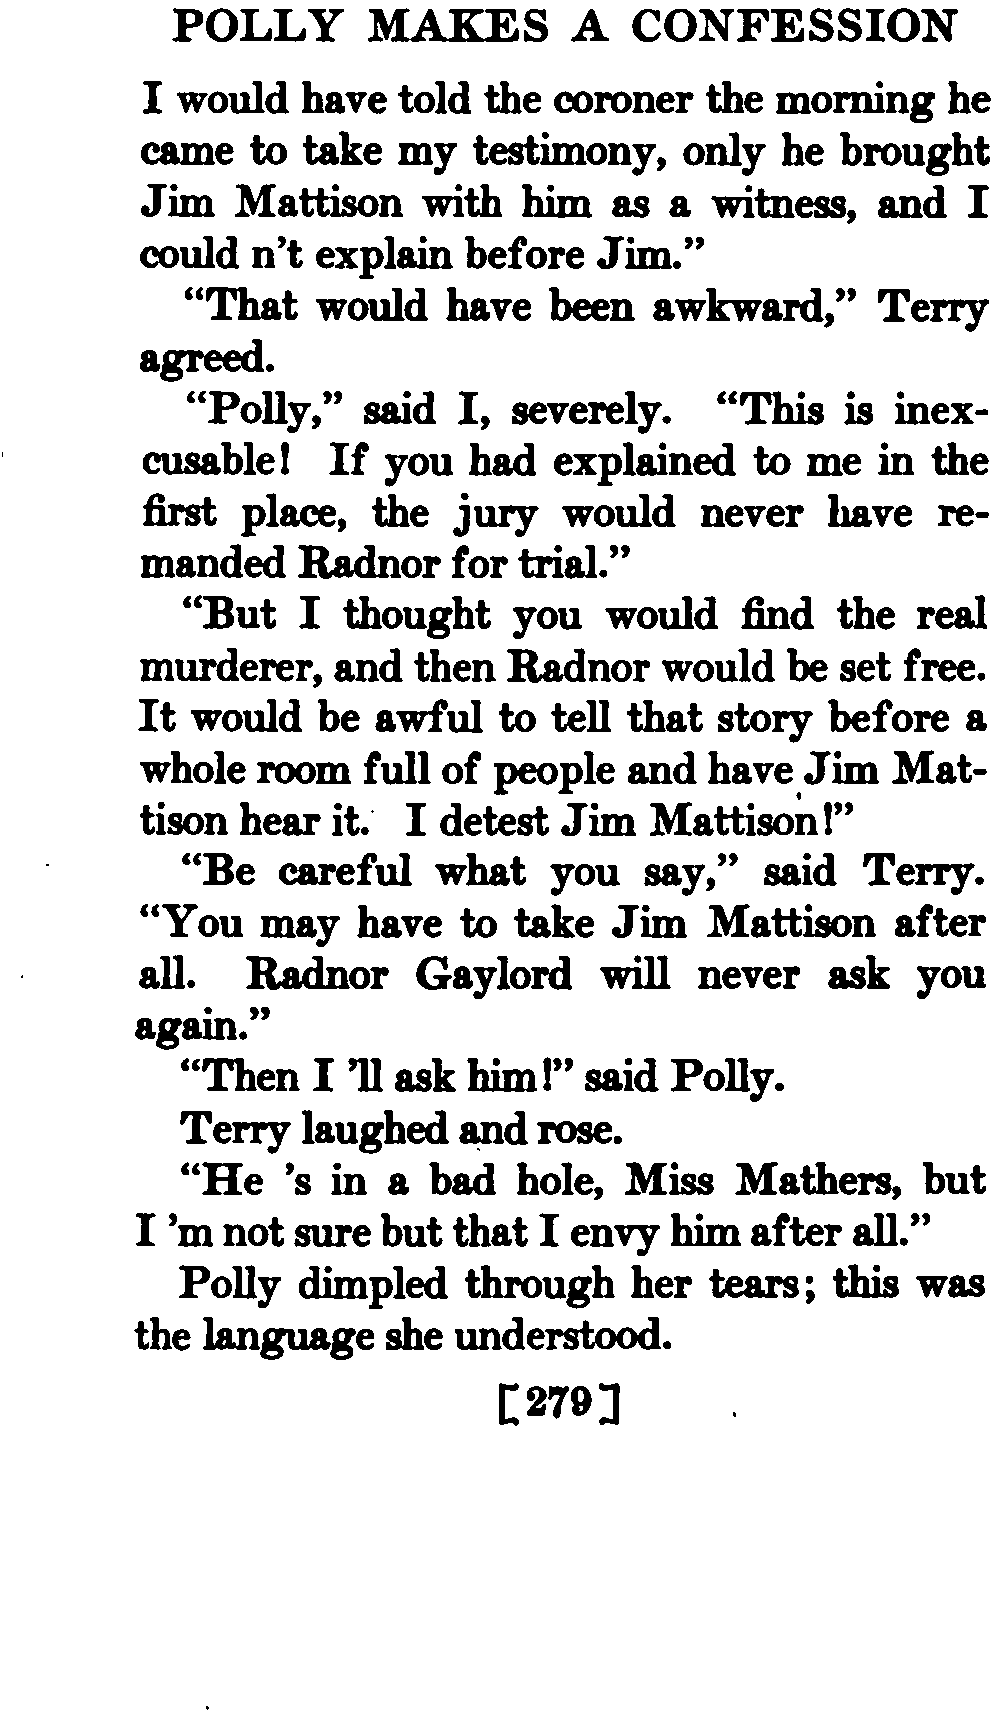 POLLY MAKES A CONFESSION
I would have told the coroner the morning he
came to take my testimony, only he brought
Jim Mattison with him as a witness, and I
could n't explain before Jim.”
“That would have been awkward,” Terry
agreed.
“Polly,” said I, severely. “This is inex-
cusable! If you had explained to me in the
first place, the jury would never have re-
manded Radnor for trial.”
“But I thought you would find the real
murderer, and then Radnor would be set free.
It would be awful to tell that story before a
whole room full of people and have Jim Mat-
tison hear it. I detest Jim Mattison!”
“Be careful what you say,” said Terry.
“You may have to take Jim Mattison after
all. Radnor Gaylord will never ask you
again.”
“Then I 'll ask him!” said Polly.
Terry laughed and rose.
“He 's in a bad hole, Miss Mathers, but
I 'm not sure but that I envy him after all.”
Polly dimpled through her tears; this was
the language she understood.
[279]